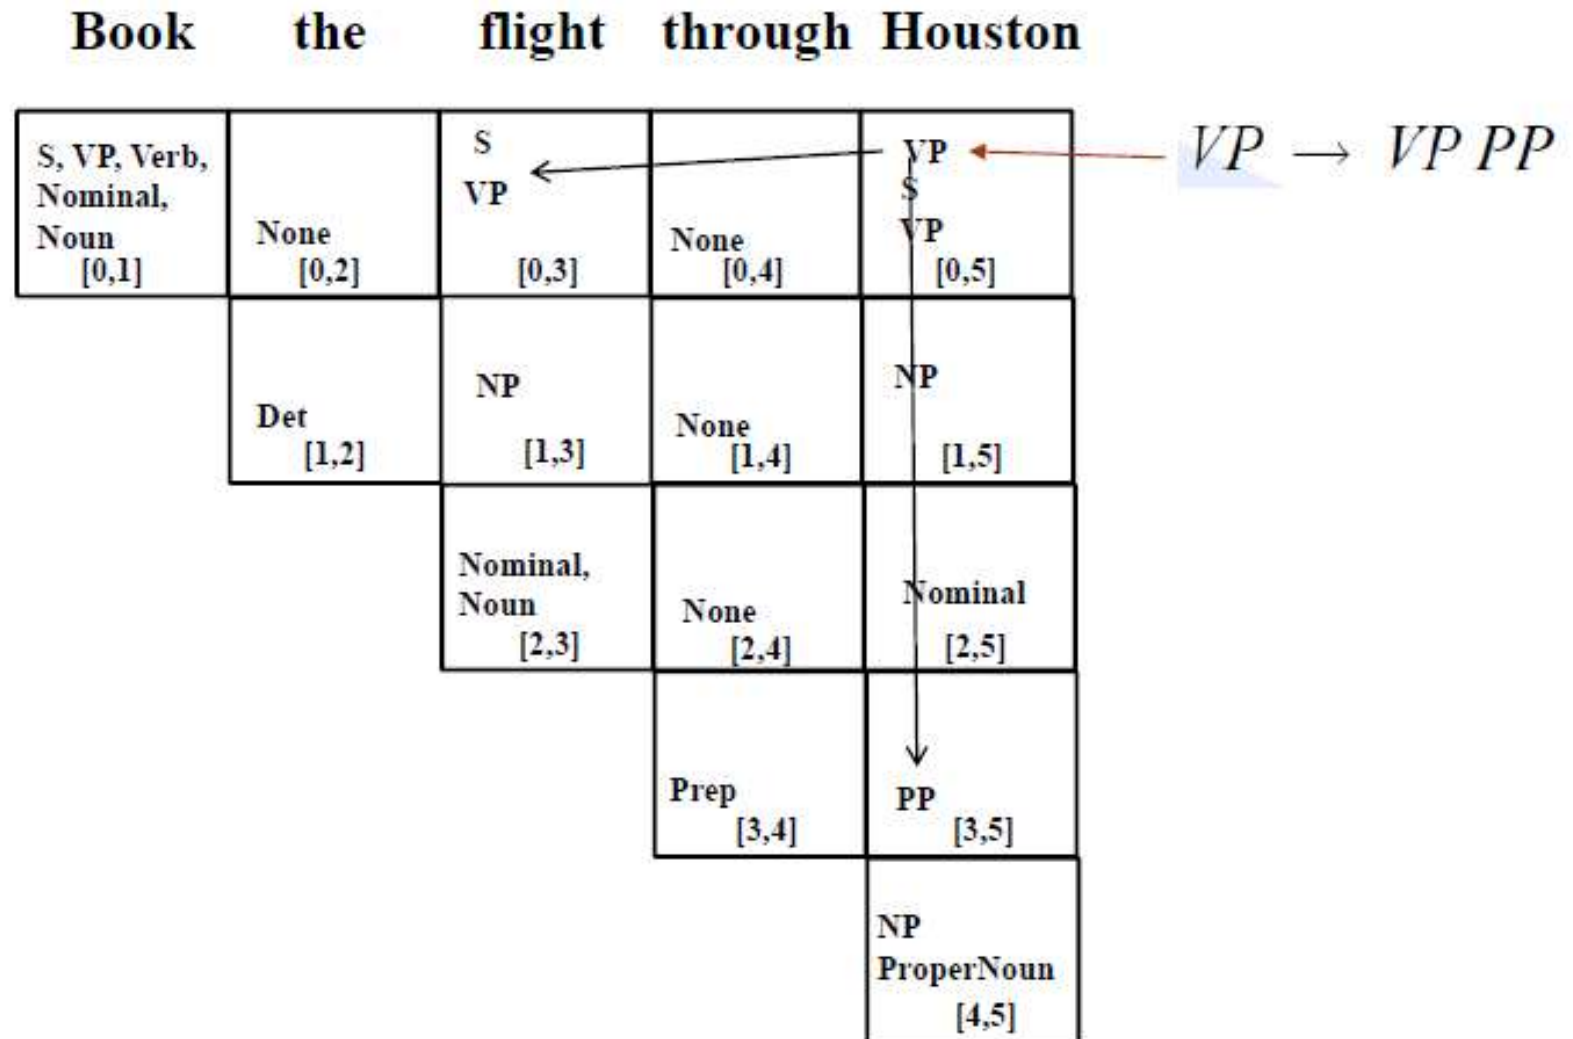 Book the flight through Houston
S, VP, Verb,
Nominal,
Noun
[0,1]
None
[0,2]
S
VP
[0,3]
None
[0,4]
VP
S
VP
[0,5]
VP → VP PP
Det
[1,2]
NP
[1,3]
None
[1,4]
NP
[1,5]
Nominal,
Noun
[2,3]
None
[2,4]
Nominal
[2,5]
Prep
[3,4]
PP
[3,5]
NP
ProperNoun
[4,5]